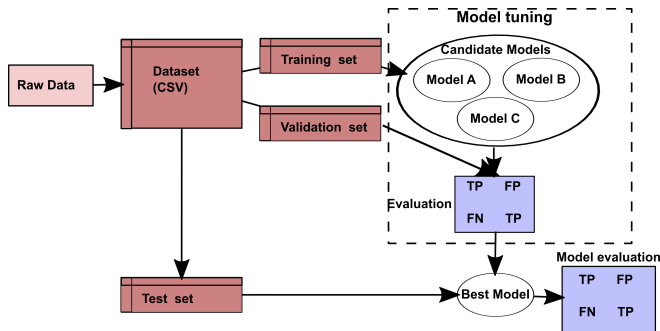 Model tuning
Candidate Models
Training set
Model A
Model B
Dataset
(CSV)
Raw Data
Model C
Validation set
TP FP
Evaluation
FN TP
Model evaluation
TP FP
Test set
Best Model
FN TP